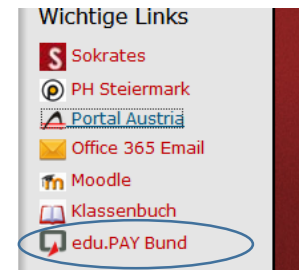 Wichtige Links
Sokrates
PH Steiermark
Portal Austria
Office 365 Email
Moodle
Klassenbuch
edu.PAY Bund